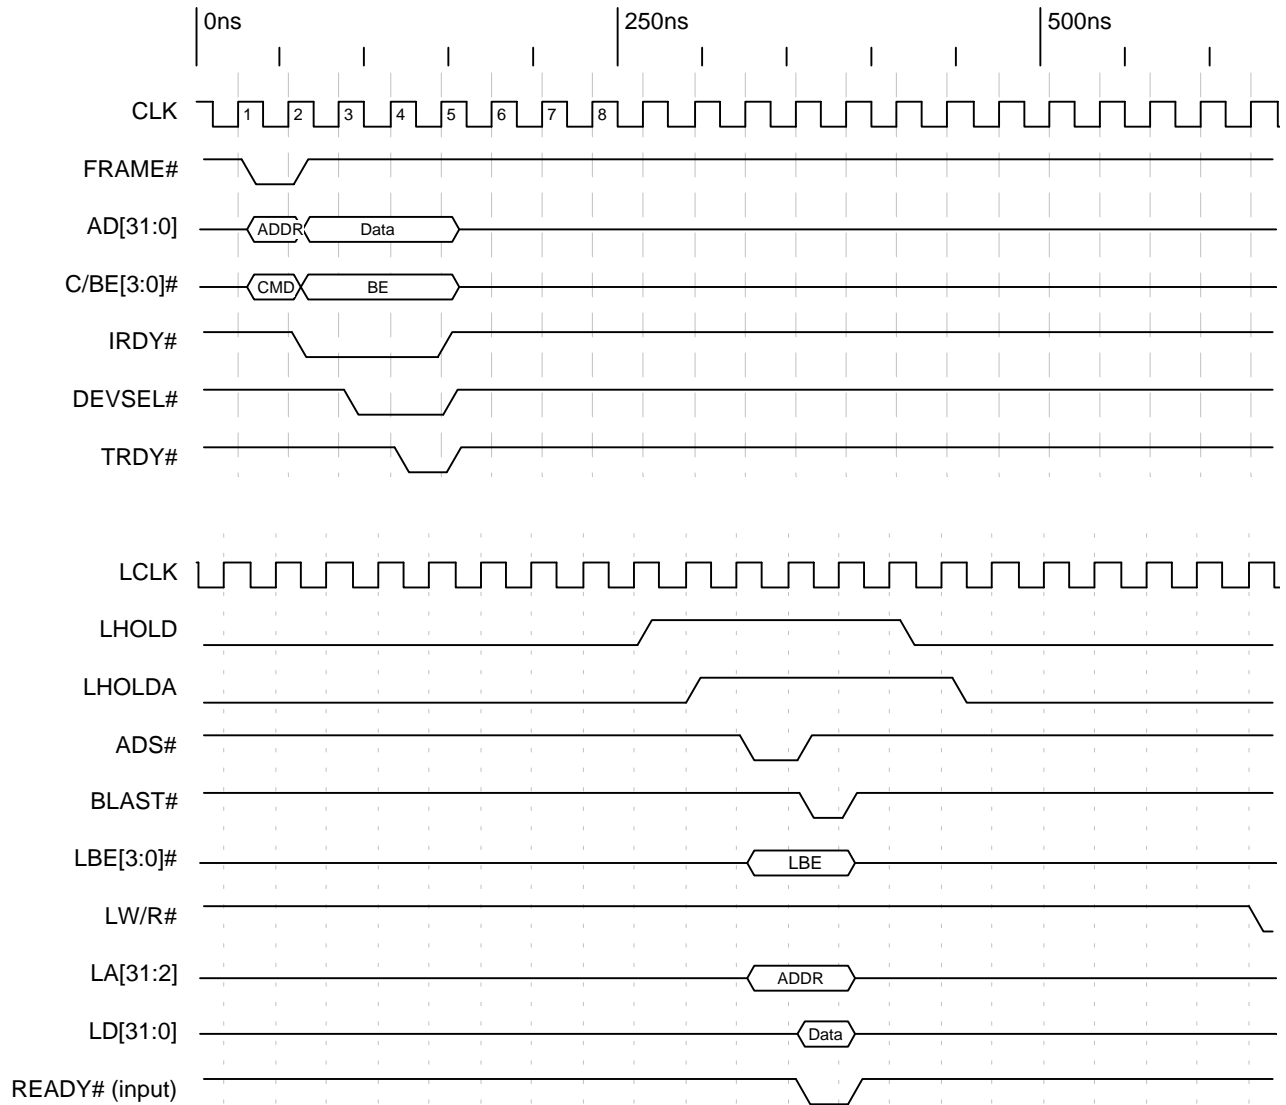 0ns 250ns 500ns
CLK 1 2 3 4 5 6 7 8
FRAME#
AD[31:0] ADDR Data
C/BE[3:0]# CMD BE
IRDY#
DEVSEL#
TRDY#
LCLK
LHOLD
LHOLDA
ADS#
BLAST#
LBE[3:0]# LBE
LW/R#
LA[31:2] ADDR
LD[31:0] Data
READY# (input)